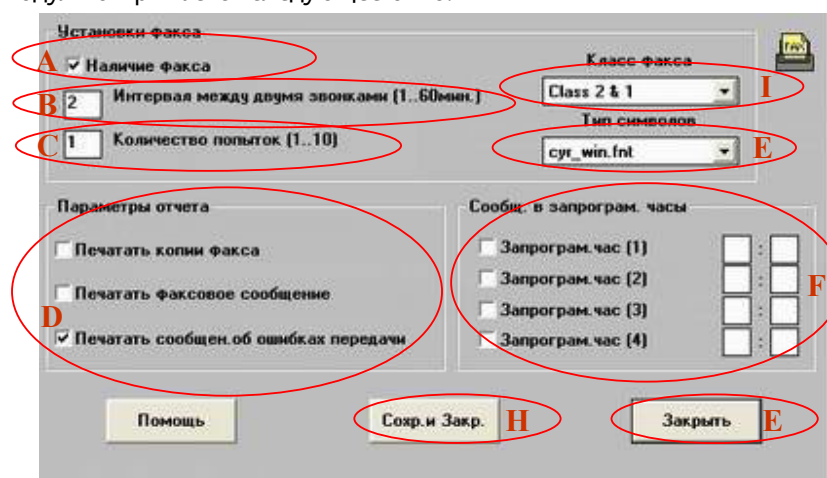 Установки факса
A Наличие факса
Класс факса
B 2 Интервал между двумя звонками (1..60мин.)
Class 2 & 1 I
Тип символов
C 1 Количество попыток (1..10)
cyr_win.fnt E
Параметры отчета
Сообщ. в запрограм. часы
Печатать копии факса
Запрограм.час (1) :
Печатать факсовое сообщение
Запрограм.час (2) : F
D Печатать сообщен.об ошибках передачи
Запрограм.час (3) :
Запрограм.час (4) :
Помощь
Сохр.и Закр. H
Закрыть E
FAX